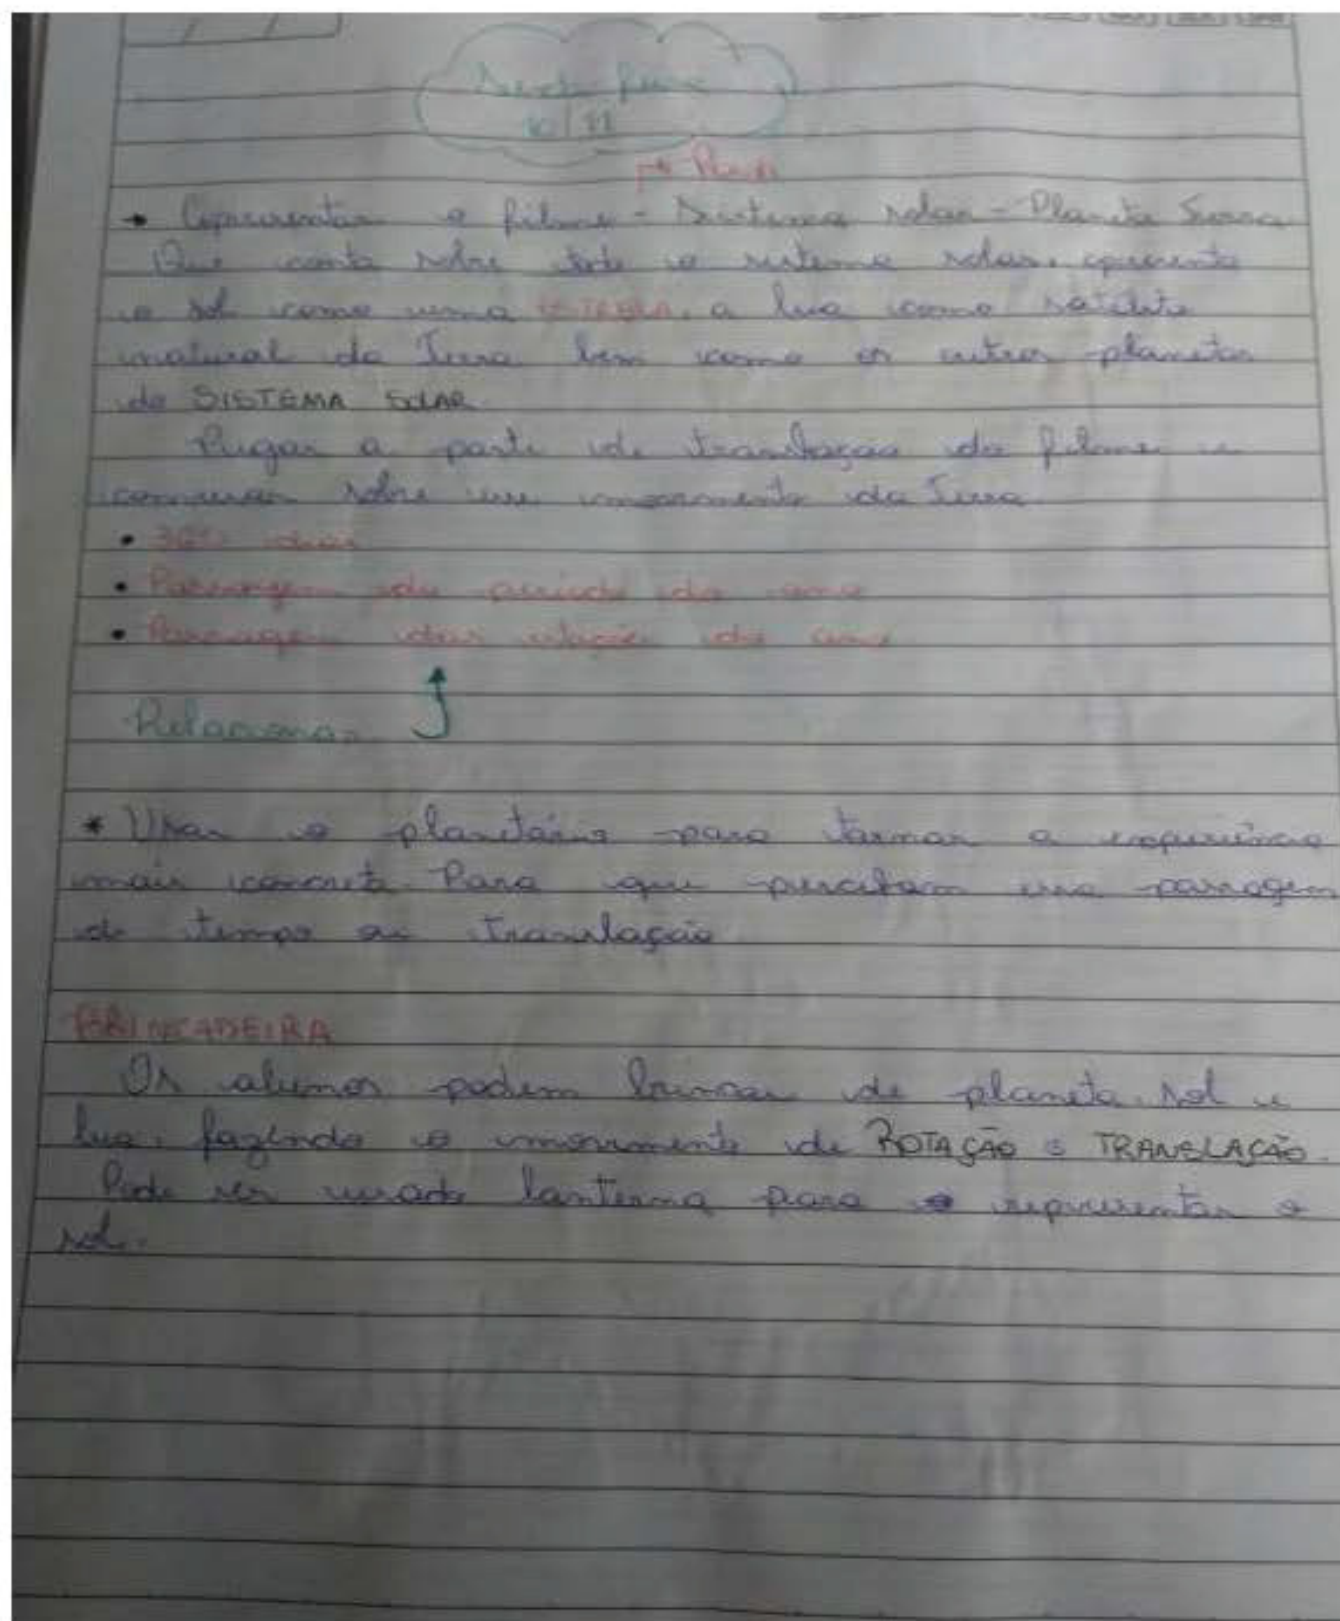 Sexta-feira
10/11
→ Apresentar o filme - Sistema solar - Planeta Terra
Que conta sobre todo o sistema solar, apresenta
o sol como uma ESTRELA, a lua como satélite
natural da Terra bem como os outros planetas
do SISTEMA SOLAR.
Pegar a parte de translação do filme e
conversar sobre esse movimento da Terra
• 365 dias
• Passagem do período do ano
• Passagem das estações do ano
Relacionar
* Usar o planetário para tornar a experiência
mais concreta. Para que percebam essa passagem
de tempo na translação
BRINCADEIRA
Os alunos podem brincar de planeta, sol e
lua, fazendo o movimento de ROTAÇÃO e TRANSLAÇÃO.
Pode ser usado lanterna para representar o
sol.